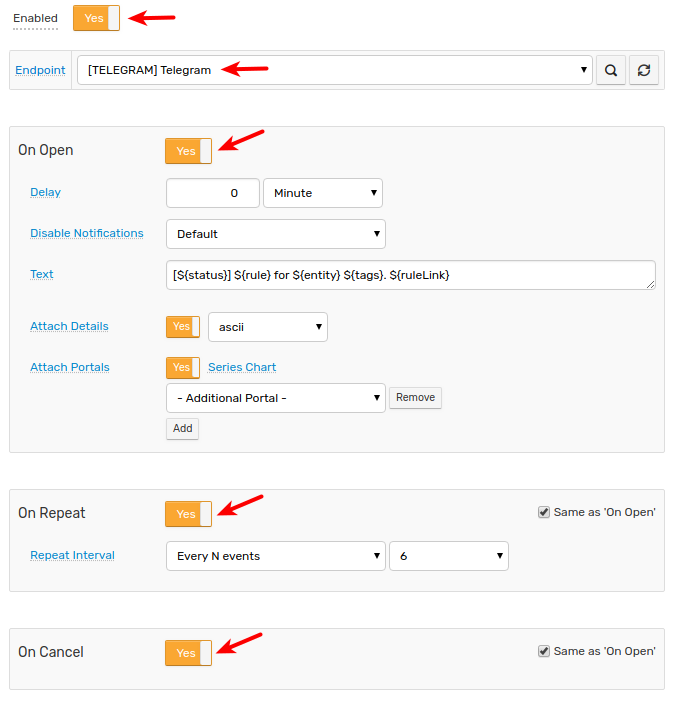 Enabled Yes
Endpoint [TELEGRAM] Telegram
On Open Yes
Delay 0 Minute
Disable Notifications Default
Text [${status}] ${rule} for ${entity} ${tags}. ${ruleLink}
Attach Details Yes ascii
Attach Portals Yes Series Chart
- Additional Portal - Remove
Add
On Repeat Yes Same as 'On Open'
Repeat Interval Every N events 6
On Cancel Yes Same as 'On Open'